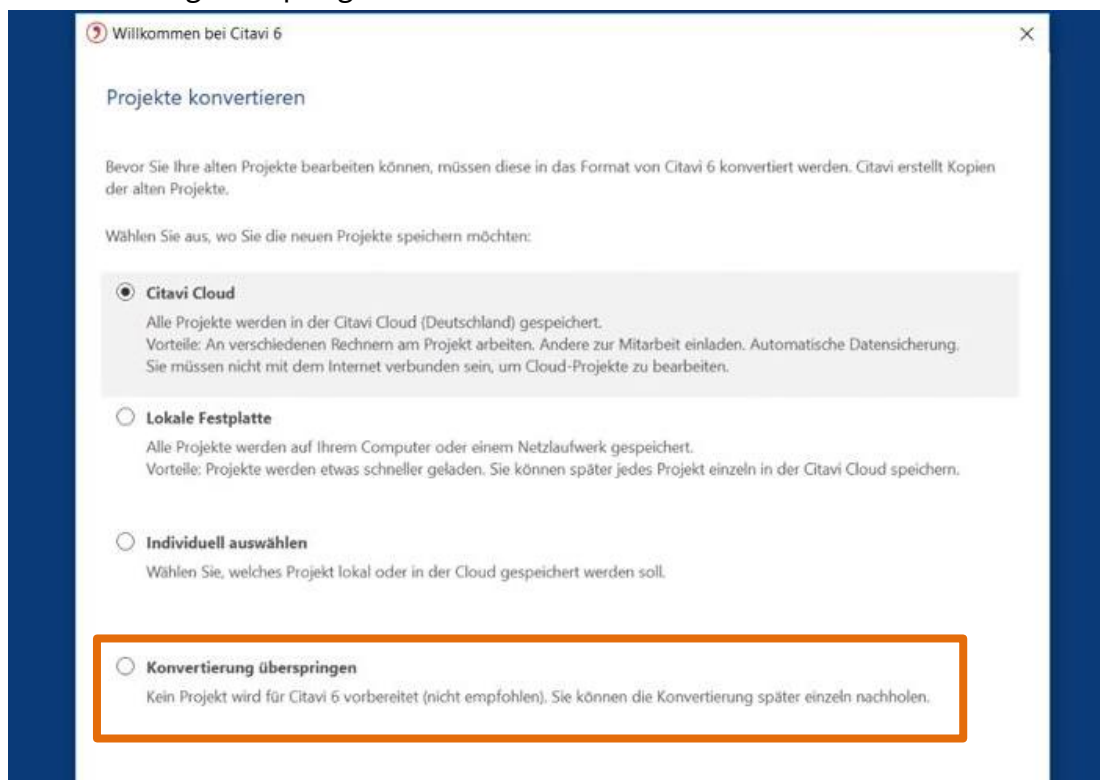 Willkommen bei Citavi 6
Projekte konvertieren
Bevor Sie Ihre alten Projekte bearbeiten können, müssen diese in das Format von Citavi 6 konvertiert werden. Citavi erstellt Kopien
der alten Projekte.
Wählen Sie aus, wo Sie die neuen Projekte speichern möchten:
Citavi Cloud
Alle Projekte werden in der Citavi Cloud (Deutschland) gespeichert.
Vorteile: An verschiedenen Rechnern am Projekt arbeiten. Andere zur Mitarbeit einladen. Automatische Datensicherung.
Sie müssen nicht mit dem Internet verbunden sein, um Cloud-Projekte zu bearbeiten.
Lokale Festplatte
Alle Projekte werden auf Ihrem Computer oder einem Netzlaufwerk gespeichert.
Vorteile: Projekte werden etwas schneller geladen. Sie können später jedes Projekt einzeln in der Citavi Cloud speichern.
Individuell auswählen
Wählen Sie, welches Projekt lokal oder in der Cloud gespeichert werden soll.
Konvertierung überspringen
Kein Projekt wird für Citavi 6 vorbereitet (nicht empfohlen). Sie können die Konvertierung später einzeln nachholen.